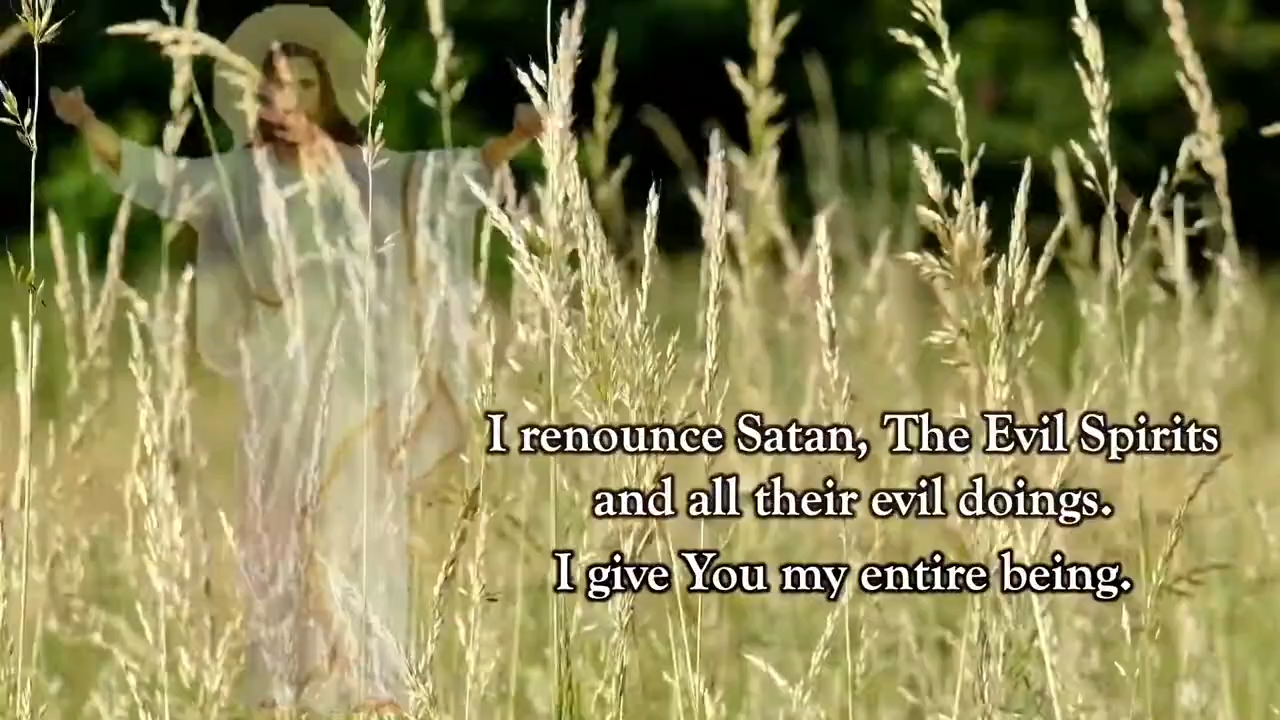 I renounce Satan, The Evil Spirits
and all their evil doings.
I give You my entire being.